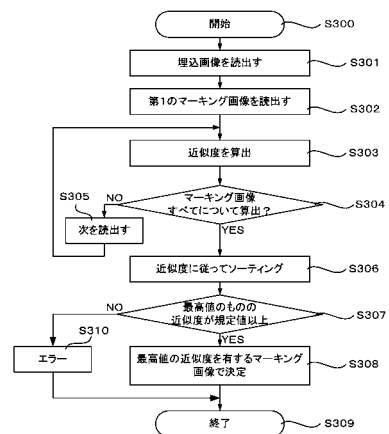 開始
S300
埋込画像を読出す
S301
第1のマーキング画像を読出す
S302
近似度を算出
S303
マーキング画像
すべてについて算出？
S304
S305
NO
次を読出す
YES
近似度に従ってソーティング
S306
NO
最高値のものの
近似度が規定値以上
S307
S310
YES
エラー
最高値の近似度を有するマーキング
画像で決定
S308
終了
S309